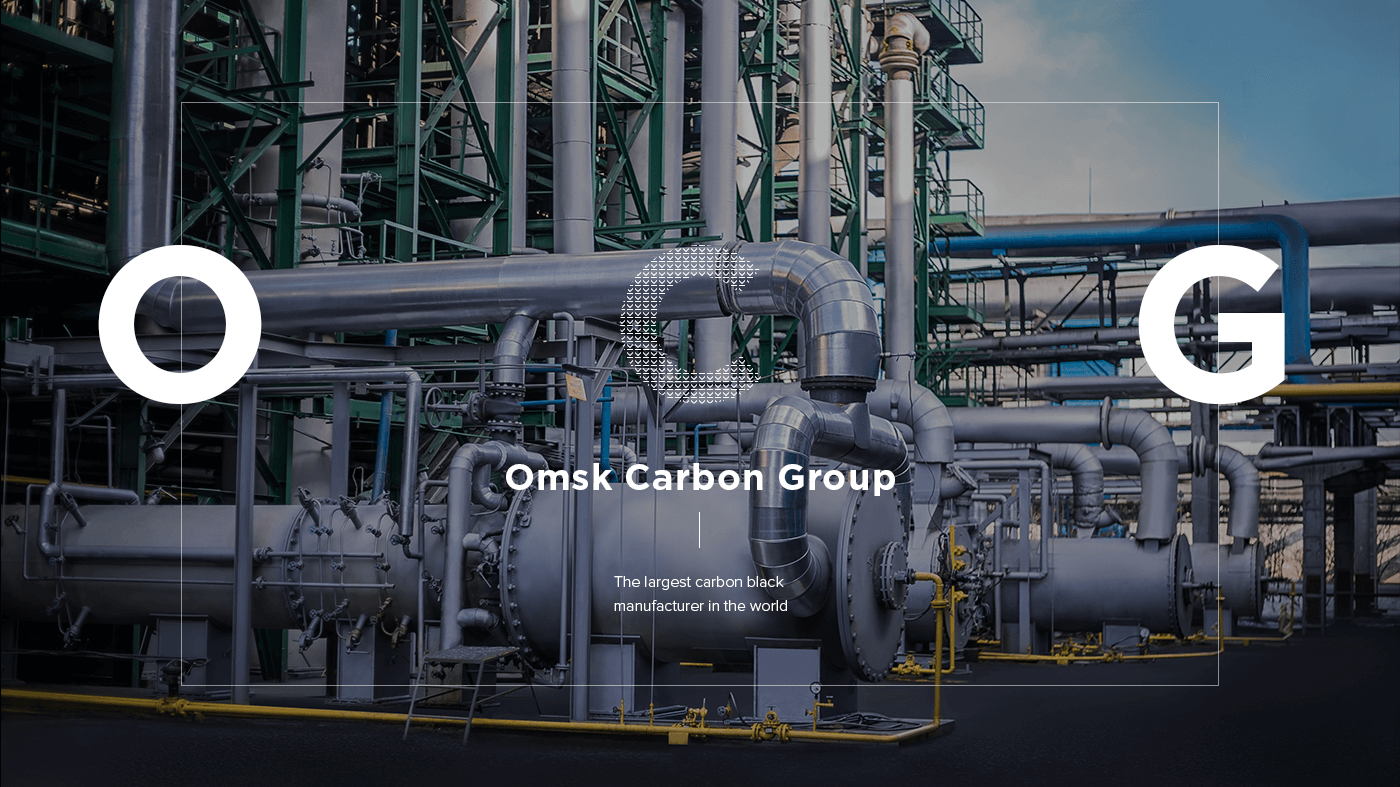 O C G
Omsk Carbon Group
The largest carbon black
manufacturer in the world